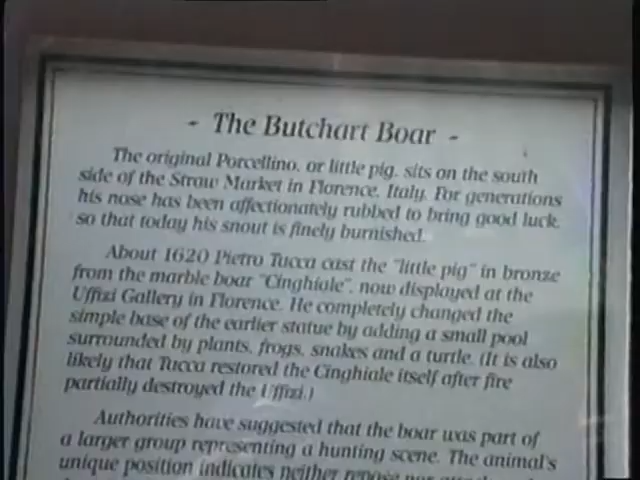 - The Butchart Boar -
The original Porcellino, or little pig, sits on the south
side of the Straw Market in Florence, Italy. For generations
his nose has been affectionately rubbed to bring good luck,
so that today his snout is finely burnished.
About 1620 Pietro Tucca cast the "little pig" in bronze
from the marble boar "Cinghiale", now displayed at the
Uffizi Gallery in Florence. He completely changed the
simple base of the earlier statue by adding a small pool
surrounded by plants, frogs, snakes and a turtle. (It is also
likely that Tucca restored the Cinghiale itself after fire
partially destroyed the Uffizi.)
Authorities have suggested that the boar was part of
a larger group representing a hunting scene. The animal's
unique position indicates neither repose nor